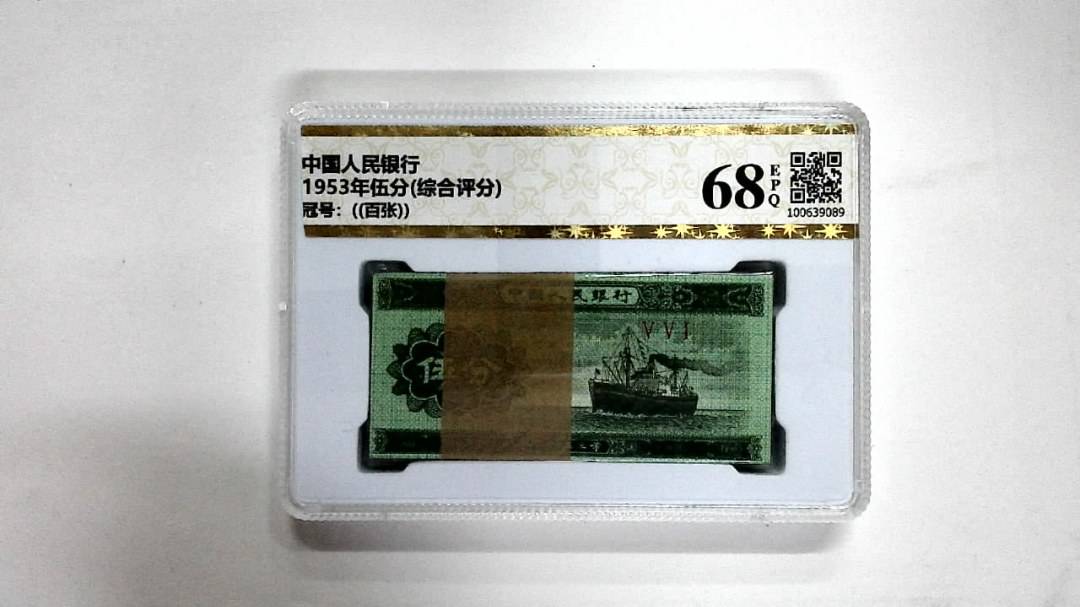 中国人民银行
1953年伍分(综合评分)
冠号：((百张))
68
EPQ
100639089
中国人民银行
VVI
伍分